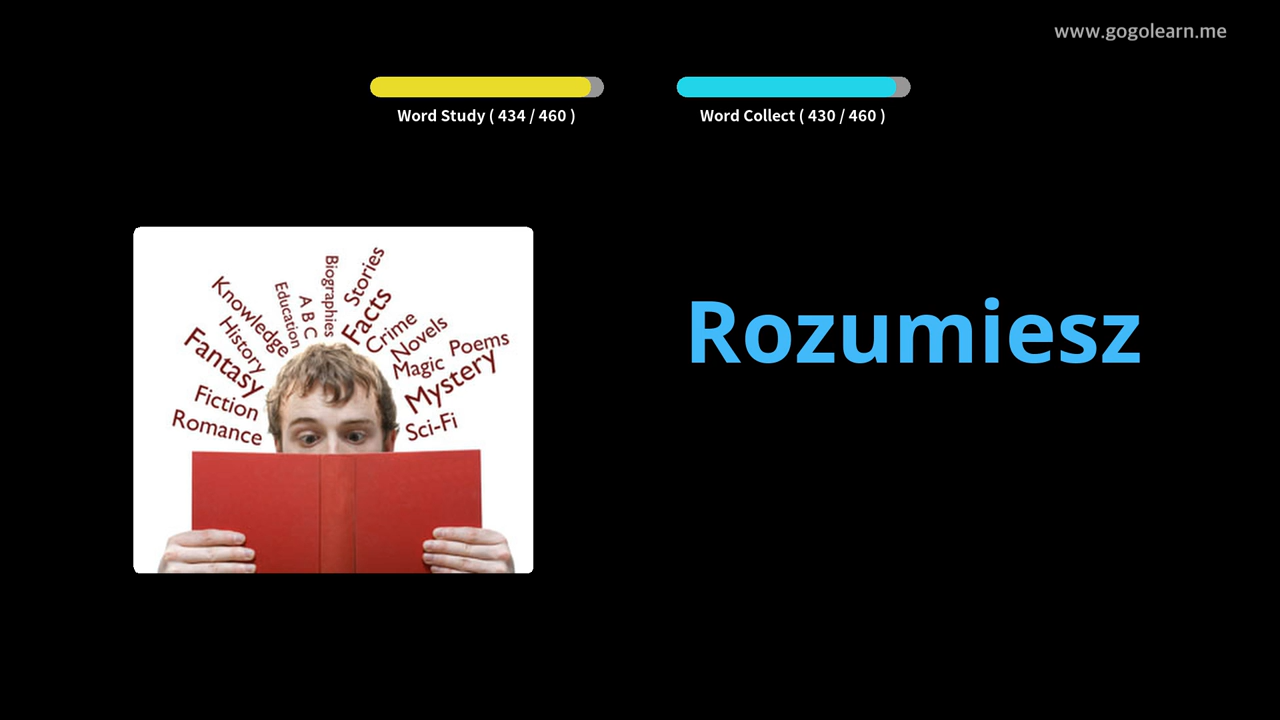 www.gogolearn.me
Word Study ( 434 / 460 )
Word Collect ( 430 / 460 )
Rozumiesz
Biographies
Stories
Knowledge
Education
A B C
Facts
Crime
History
Novels
Poems
Fantasy
Magic
Mystery
Fiction
Romance
Sci-Fi